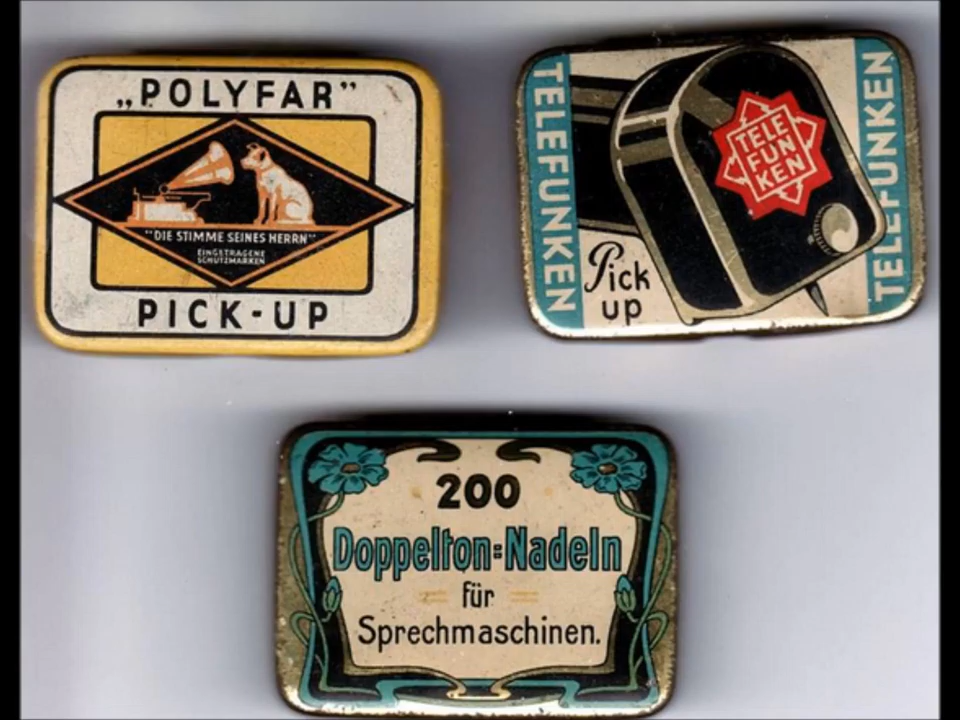 „POLYFAR”
"DIE STIMME SEINES HERRN"
EINGETRAGENE
SCHUTZMARKEN
PICK-UP
TELEFUNKEN
TELE
FUN
KEN
TELEFUNKEN
Pick
up
200
Doppelton=Nadeln
für
Sprechmaschinen.